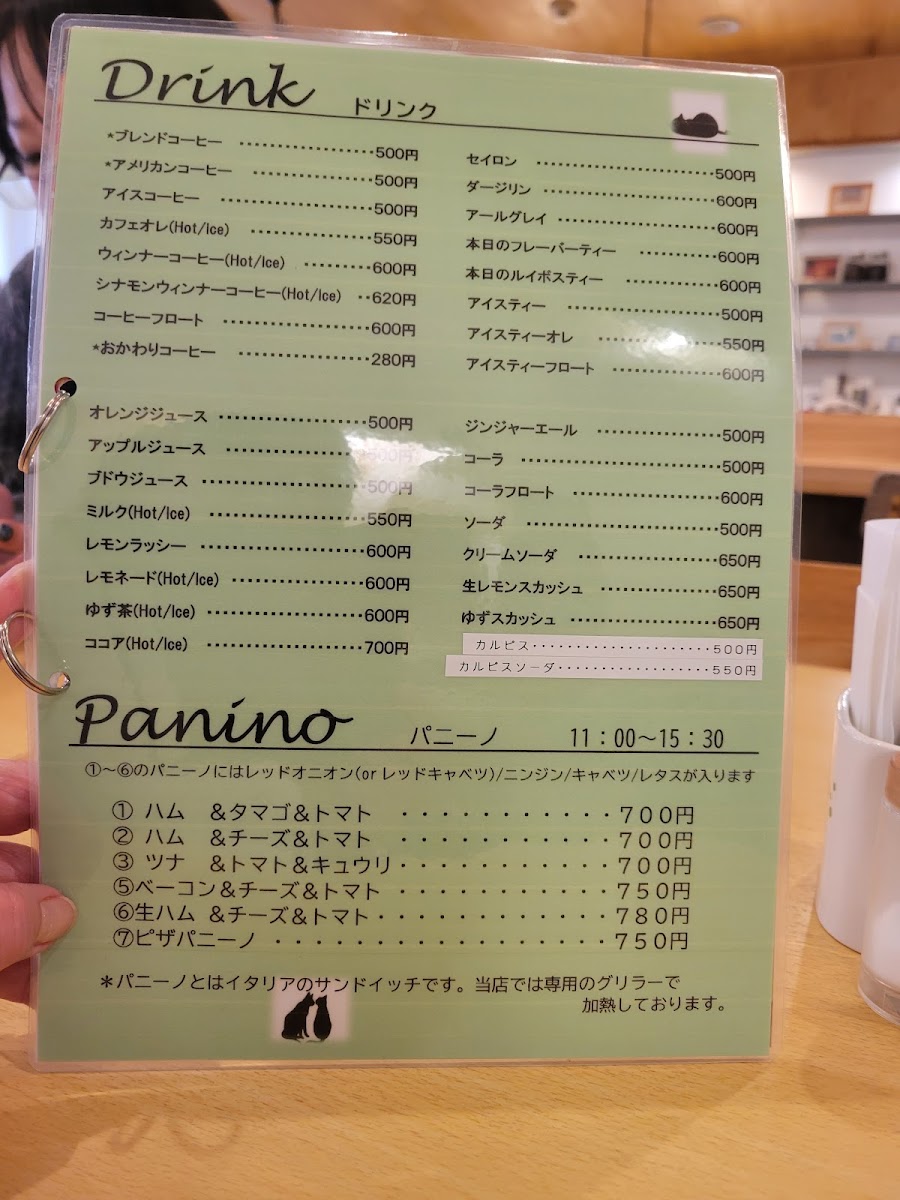 Drink ドリンク
*ブレンドコーヒー ･････････････････500円
*アメリカンコーヒー ･･･････････････500円
アイスコーヒー ･･･････････････････500円
カフェオレ(Hot/Ice) ･･･････････････550円
ウィンナーコーヒー(Hot/Ice) ････････600円
シナモンウィンナーコーヒー(Hot/Ice) ･･620円
コーヒーフロート ･･････････････････600円
*おかわりコーヒー ････････････････280円
セイロン ･･････････････････････500円
ダージリン ･････････････････････600円
アールグレイ ････････････････････600円
本日のフレーバーティー ･･････････600円
本日のルイボスティー ････････････600円
アイスティー ･･･････････････････500円
アイスティーオレ ･･･････････････550円
アイスティーフロート ･････････････600円
オレンジジュース ･･････････････････500円
アップルジュース ･････････････････500円
ブドウジュース ････････････････････500円
ミルク(Hot/Ice) ･･･････････････････550円
レモンラッシー ････････････････････600円
レモネード(Hot/Ice) ････････････････600円
ゆず茶(Hot/Ice) ･･･････････････････600円
ココア(Hot/Ice) ･･･････････････････700円
ジンジャーエール ･･･････････････500円
コーラ ････････････････････････500円
コーラフロート ･･････････････････600円
ソーダ ････････････････････････500円
クリームソーダ ･････････････････650円
生レモンスカッシュ ･･････････････650円
ゆずスカッシュ ･･････････････････650円
カルピス･････････････････････500円
カルピスソーダ･･････････････････550円
Panino パニーノ 11：00～15：30
①～⑥のパニーノにはレッドオニオン(or レッドキャベツ)/ニンジン/キャベツ/レタスが入ります
① ハム ＆タマゴ＆トマト ・・・・・・・・・・・７００円
② ハム ＆チーズ＆トマト ・・・・・・・・・・・７００円
③ ツナ ＆トマト＆キュウリ・・・・・・・・・・・７００円
⑤ベーコン＆チーズ＆トマト ・・・・・・・・・・・７５０円
⑥生ハム ＆チーズ＆トマト・・・・・・・・・・・・７８０円
⑦ピザパニーノ ・・・・・・・・・・・・・・・・・７５０円
＊パニーノとはイタリアのサンドイッチです。当店では専用のグリラーで
加熱しております。